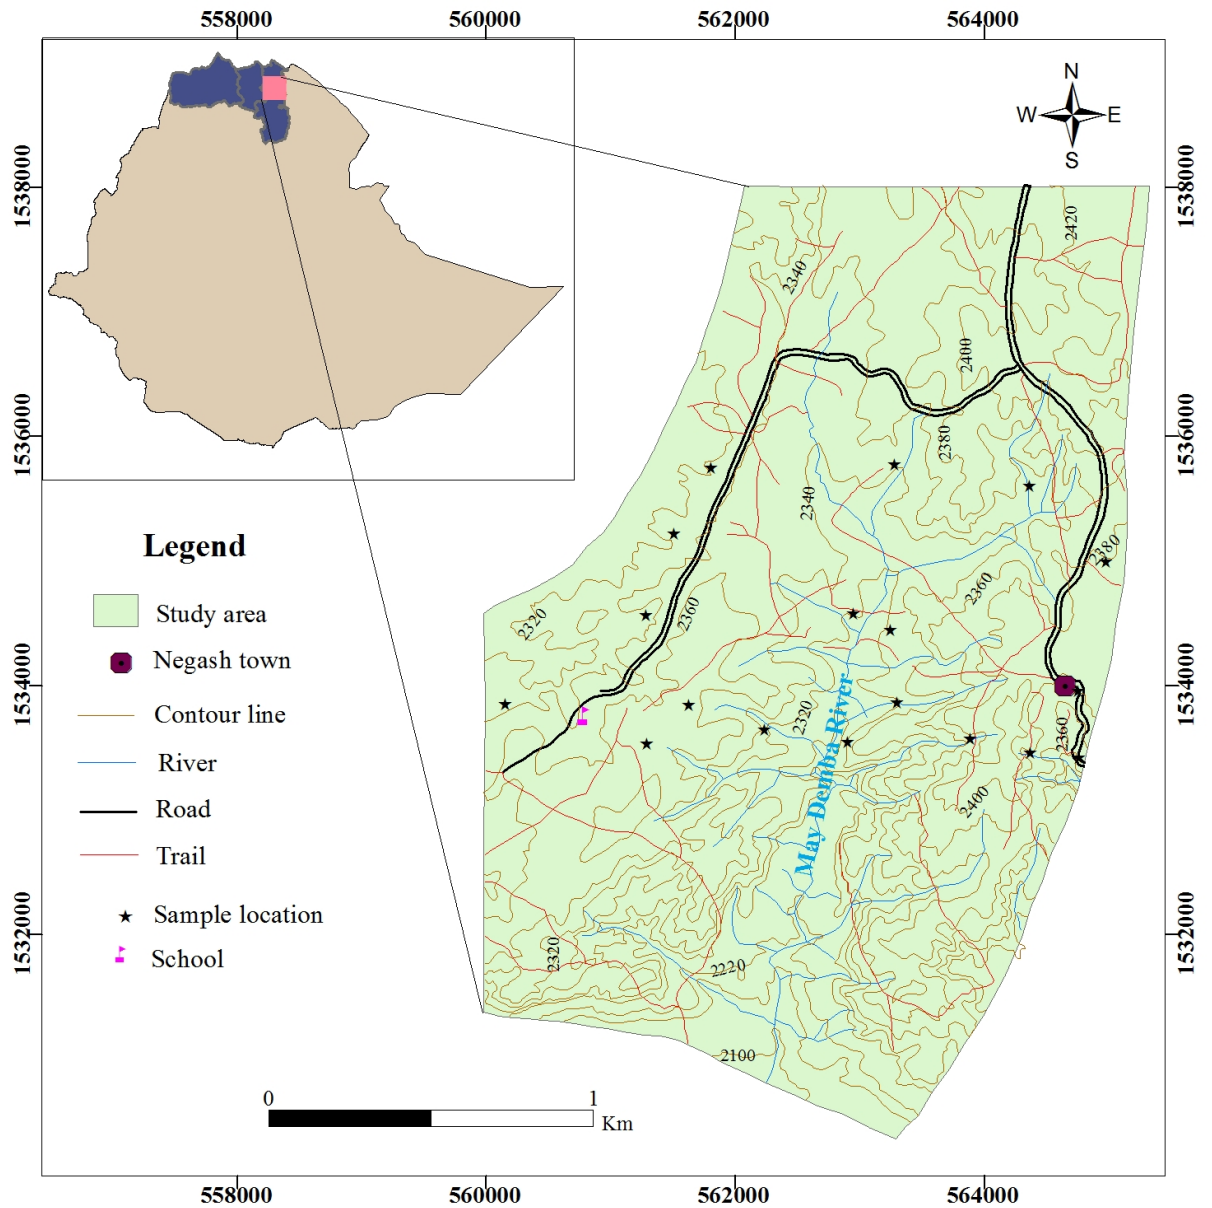 558000
560000
562000
564000
N
W
E
S
1538000
1538000
2420
2340
2400
1536000
1536000
2380
2340
Legend
2380
2360
2320
2360
Study area
Negash town
1534000
1534000
Contour line
2320
2360
May Demba River
River
2400
Road
Trail
Sample location
School
1532000
1532000
2320
2220
2100
0
1
Km
558000
560000
562000
564000